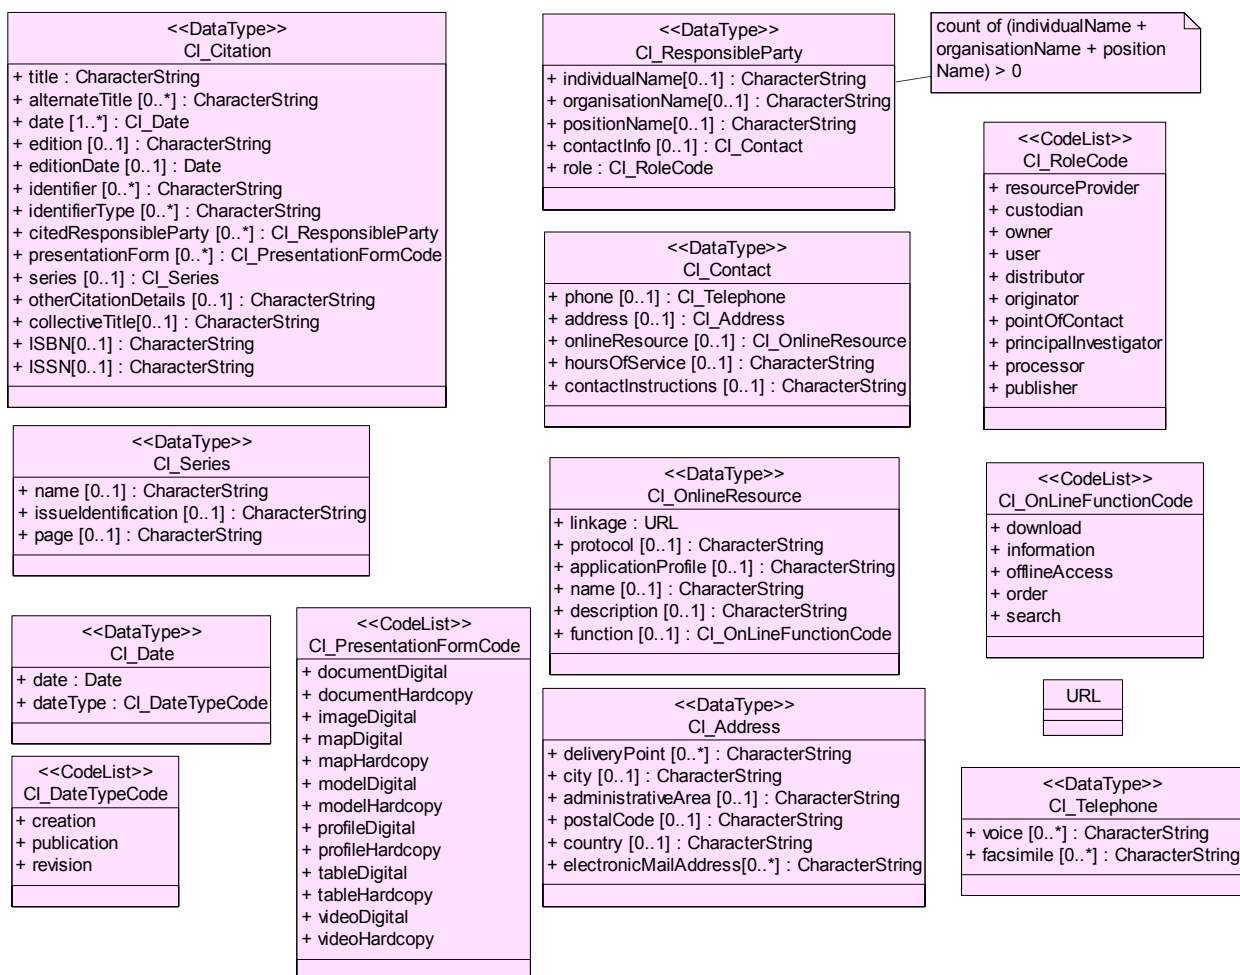 <<DataType>>
CI_Citation
+ title : CharacterString
+ alternateTitle [0..*] : CharacterString
+ date [1..*] : CI_Date
+ edition [0..1] : CharacterString
+ editionDate [0..1] : Date
+ identifier [0..*] : CharacterString
+ identifierType [0..*] : CharacterString
+ citedResponsibleParty [0..*] : CI_ResponsibleParty
+ presentationForm [0..*] : CI_PresentationFormCode
+ series [0..1] : CI_Series
+ otherCitationDetails [0..1] : CharacterString
+ collectiveTitle[0..1] : CharacterString
+ ISBN[0..1] : CharacterString
+ ISSN[0..1] : CharacterString
<<DataType>>
CI_Series
+ name [0..1] : CharacterString
+ issueIdentification [0..1] : CharacterString
+ page [0..1] : CharacterString
<<DataType>>
CI_Date
+ date : Date
+ dateType : CI_DateTypeCode
<<CodeList>>
CI_DateTypeCode
+ creation
+ publication
+ revision
<<CodeList>>
CI_PresentationFormCode
+ documentDigital
+ documentHardcopy
+ imageDigital
+ mapDigital
+ mapHardcopy
+ modelDigital
+ modelHardcopy
+ profileDigital
+ profileHardcopy
+ tableDigital
+ tableHardcopy
+ videoDigital
+ videoHardcopy
<<DataType>>
CI_ResponsibleParty
+ individualName[0..1] : CharacterString
+ organisationName[0..1] : CharacterString
+ positionName[0..1] : CharacterString
+ contactInfo [0..1] : CI_Contact
+ role : CI_RoleCode
count of (individualName +
organisationName + position
Name) > 0
<<DataType>>
CI_Contact
+ phone [0..1] : CI_Telephone
+ address [0..1] : CI_Address
+ onlineResource [0..1] : CI_OnlineResource
+ hoursOfService [0..1] : CharacterString
+ contactInstructions [0..1] : CharacterString
<<DataType>>
CI_OnlineResource
+ linkage : URL
+ protocol [0..1] : CharacterString
+ applicationProfile [0..1] : CharacterString
+ name [0..1] : CharacterString
+ description [0..1] : CharacterString
+ function [0..1] : CI_OnLineFunctionCode
<<DataType>>
CI_Address
+ deliveryPoint [0..*] : CharacterString
+ city [0..1] : CharacterString
+ administrativeArea [0..1] : CharacterString
+ postalCode [0..1] : CharacterString
+ country [0..1] : CharacterString
+ electronicMailAddress[0..*] : CharacterString
<<CodeList>>
CI_RoleCode
+ resourceProvider
+ custodian
+ owner
+ user
+ distributor
+ originator
+ pointOfContact
+ principalInvestigator
+ processor
+ publisher
<<CodeList>>
CI_OnLineFunctionCode
+ download
+ information
+ offlineAccess
+ order
+ search
URL
<<DataType>>
CI_Telephone
+ voice [0..*] : CharacterString
+ facsimile [0..*] : CharacterString